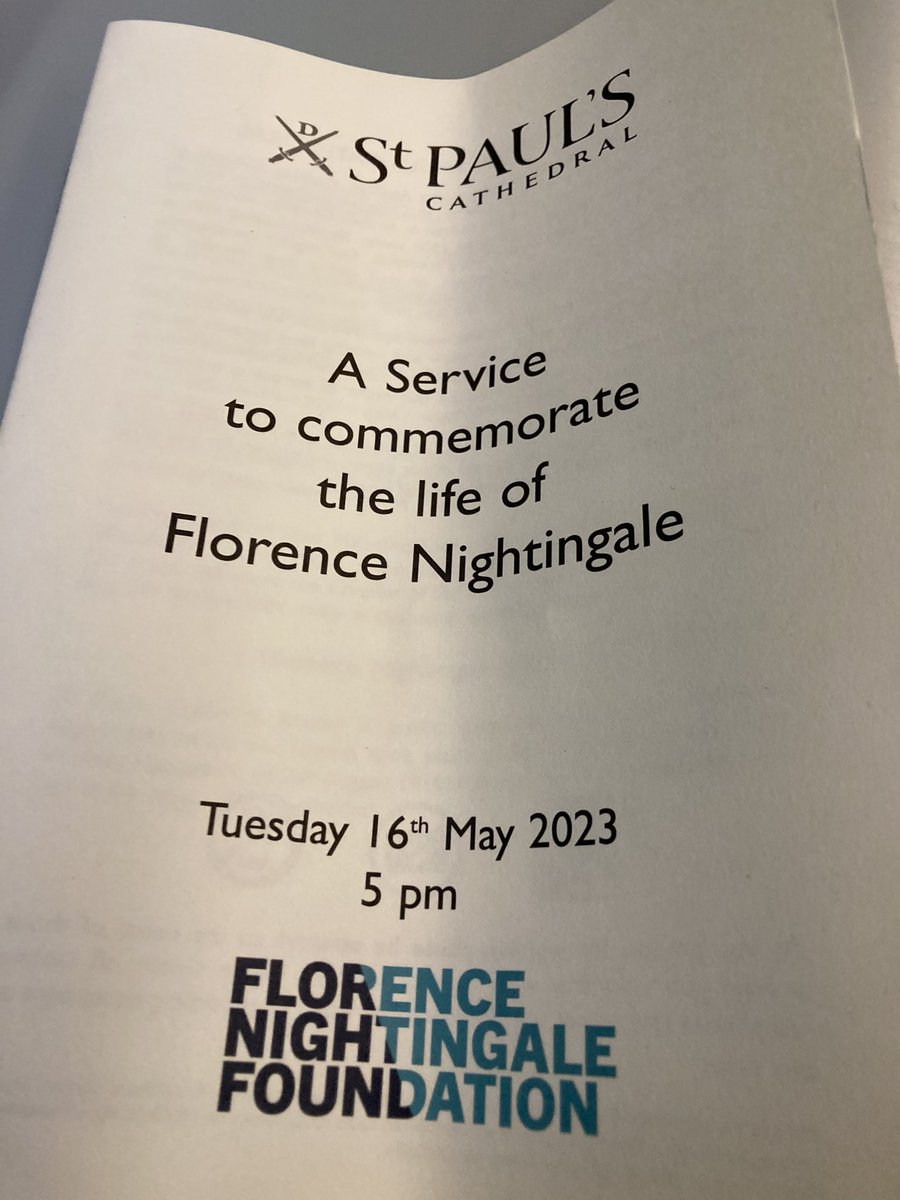 D
St PAUL'S
CATHEDRAL
A Service
to commemorate
the life of
Florence Nightingale
Tuesday 16th May 2023
5 pm
FLORENCE
NIGHTINGALE
FOUNDATION